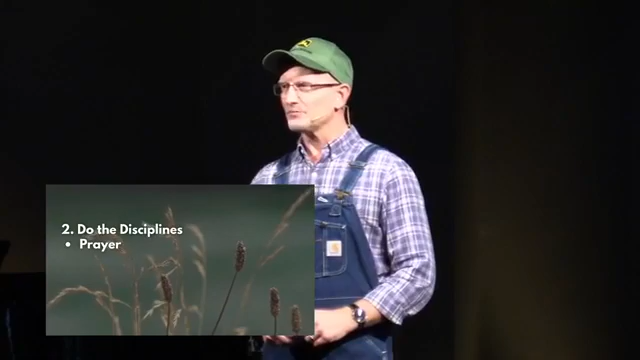 2. Do the Disciplines
• Prayer